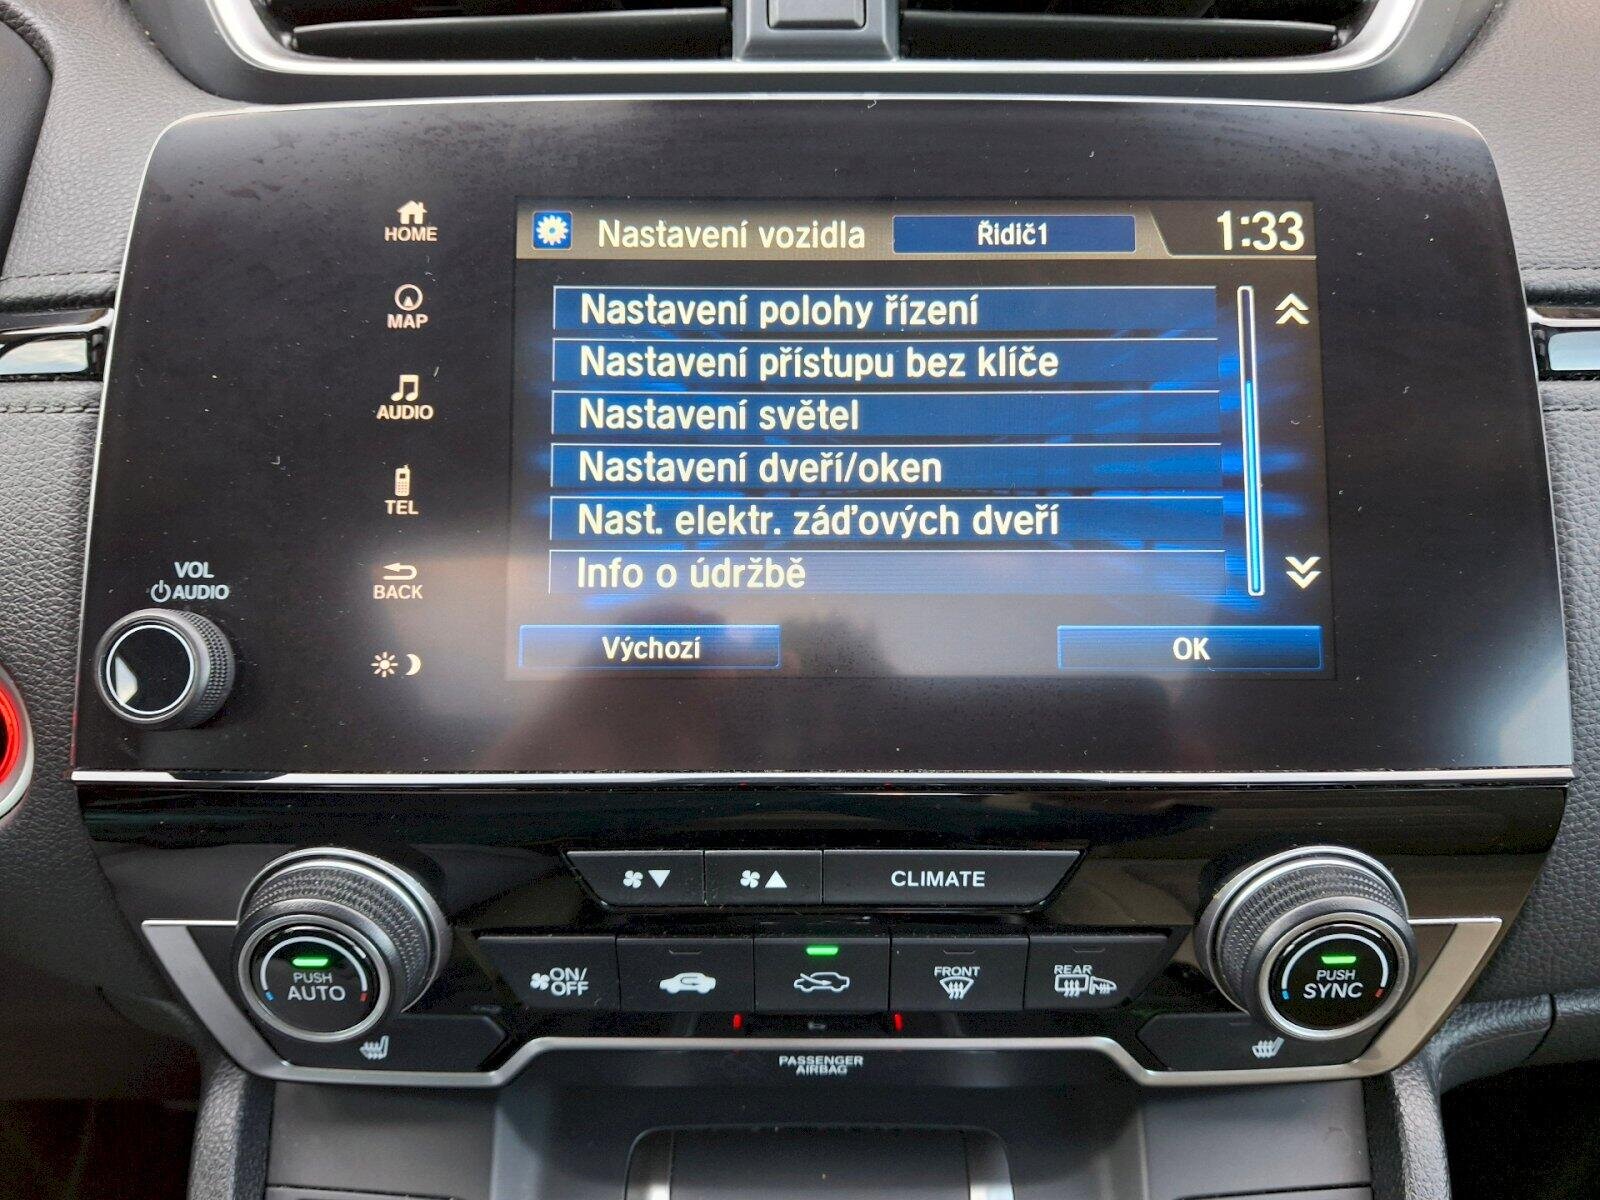 HOME
MAP
AUDIO
TEL
BACK
VOL
AUDIO
Nastavení vozidla Řidič1 1:33
Nastavení polohy řízení
Nastavení přístupu bez klíče
Nastavení světel
Nastavení dveří/oken
Nast. elektr. záďových dveří
Info o údržbě
Výchozí OK
CLIMATE
PUSH
AUTO
ON/
OFF
FRONT
REAR
PUSH
SYNC
PASSENGER
AIRBAG